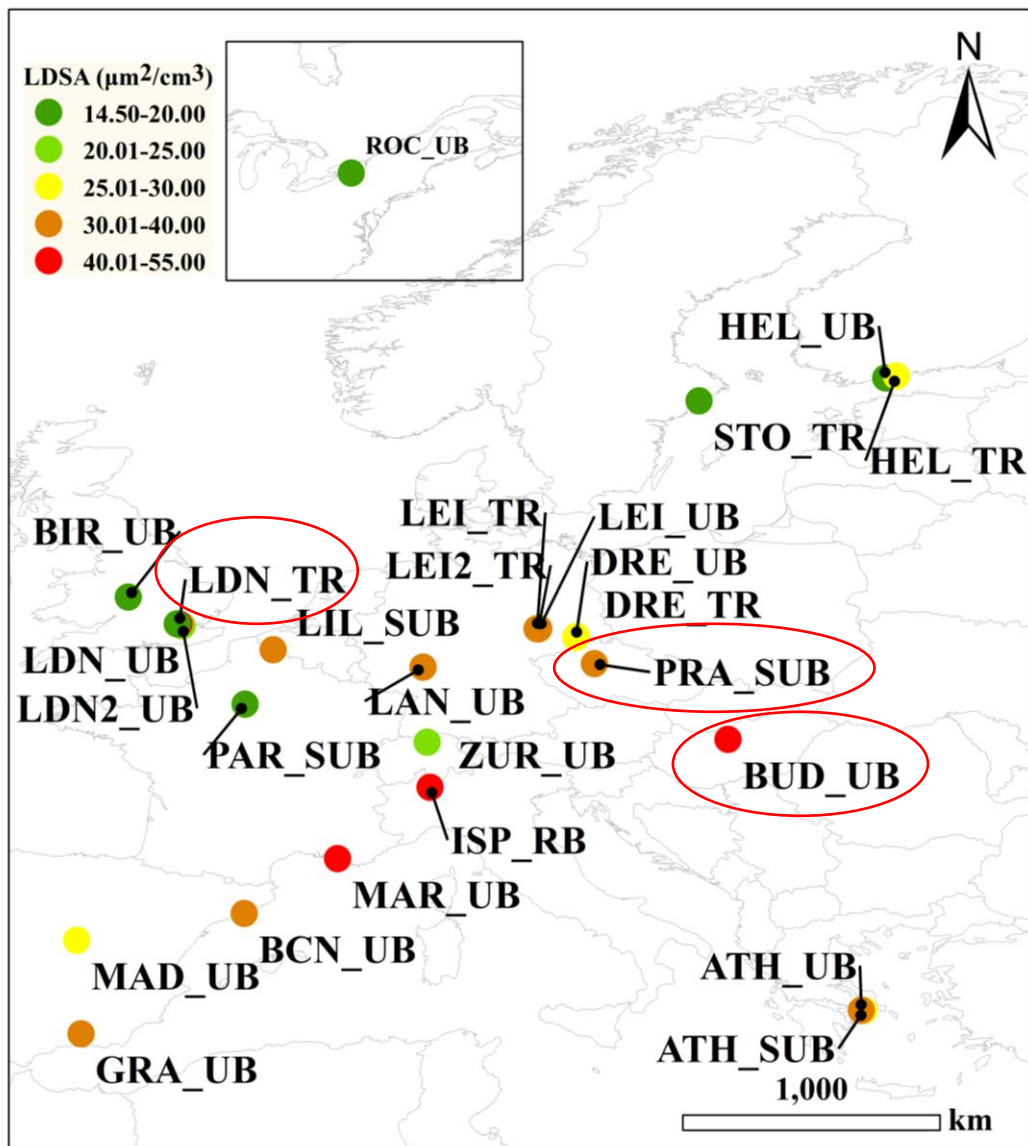 N
LDSA (μm²/cm³)
14.50-20.00
20.01-25.00
25.01-30.00
30.01-40.00
40.01-55.00
ROC_UB
HEL_UB
STO_TR
HEL_TR
BIR_UB
LEI_TR
LEI_UB
LDN_TR
LEI2_TR
DRE_UB
DRE_TR
LIL_SUB
LDN_UB
PRA_SUB
LDN2_UB
LAN_UB
PAR_SUB
ZUR_UB
BUD_UB
ISP_RB
MAR_UB
BCN_UB
MAD_UB
ATH_UB
ATH_SUB
GRA_UB
1,000
km